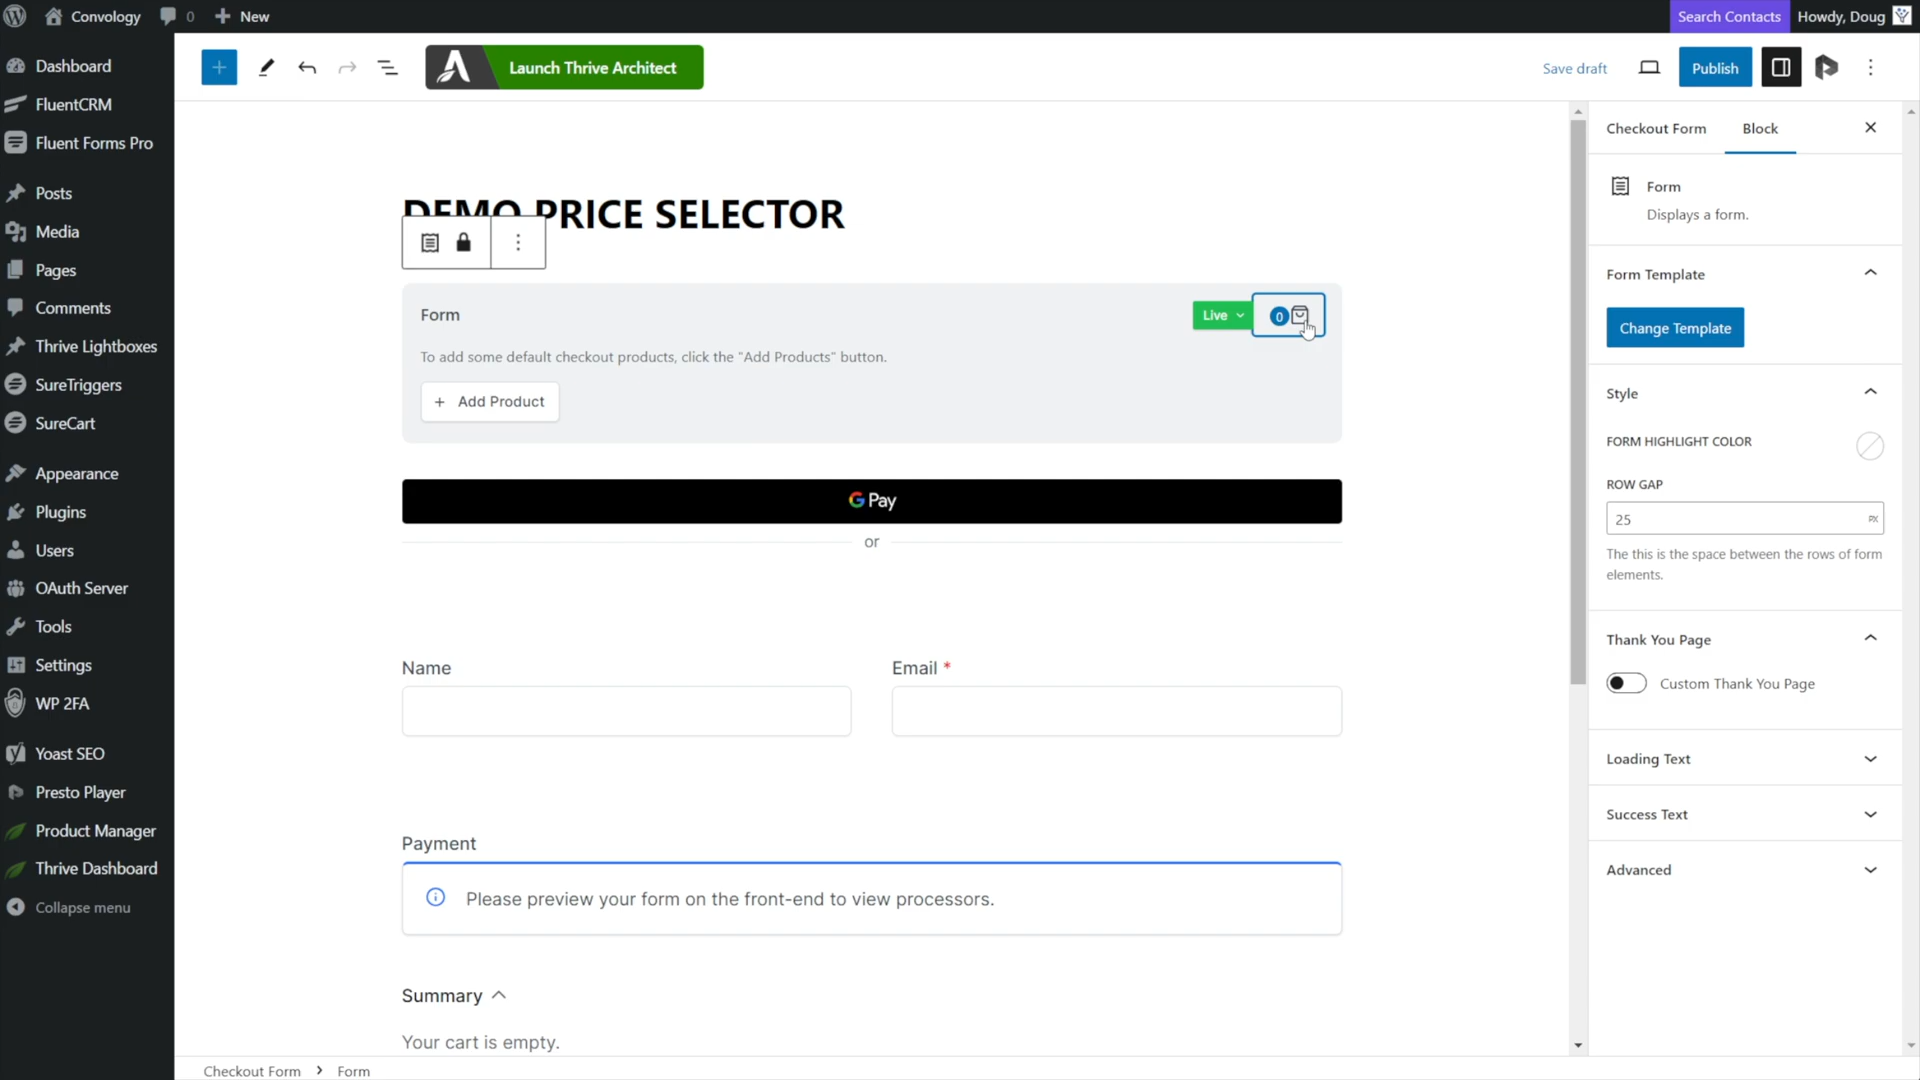 Convology
0
New
Search Contacts
Howdy, Doug
Dashboard
FluentCRM
Fluent Forms Pro
Posts
Media
Pages
Comments
Thrive Lightboxes
SureTriggers
SureCart
Appearance
Plugins
Users
OAuth Server
Tools
Settings
WP 2FA
Yoast SEO
Presto Player
Product Manager
Thrive Dashboard
Collapse menu
Launch Thrive Architect
Save draft
Publish
DEMO PRICE SELECTOR
Form
Live
0
To add some default checkout products, click the "Add Products" button.
+ Add Product
G Pay
or
Name
Email *
Payment
Please preview your form on the front-end to view processors.
Summary
Your cart is empty.
Checkout Form
Form
Checkout Form
Block
Form
Displays a form.
Form Template
Change Template
Style
FORM HIGHLIGHT COLOR
ROW GAP
25
PX
The this is the space between the rows of form
elements.
Thank You Page
Custom Thank You Page
Loading Text
Success Text
Advanced